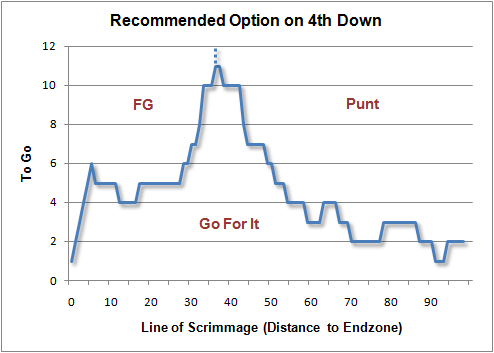 Recommended Option on 4th Down
To Go
12
10
8
6
4
2
0
FG
Punt
Go For It
0 10 20 30 40 50 60 70 80 90
Line of Scrimmage (Distance to Endzone)